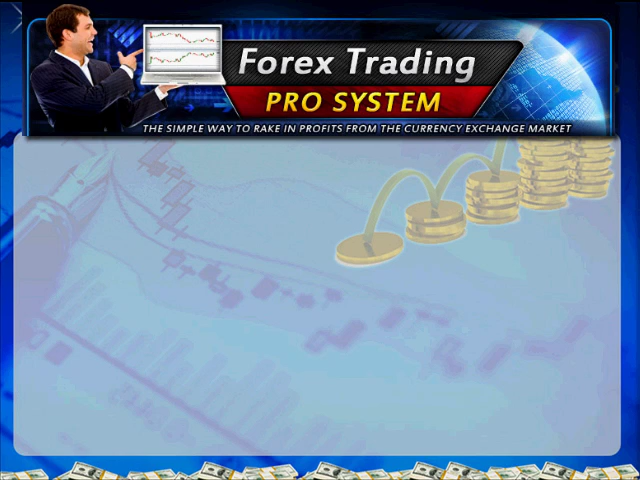 Forex Trading
PRO SYSTEM
THE SIMPLE WAY TO RAKE IN PROFITS FROM THE CURRENCY EXCHANGE MARKET